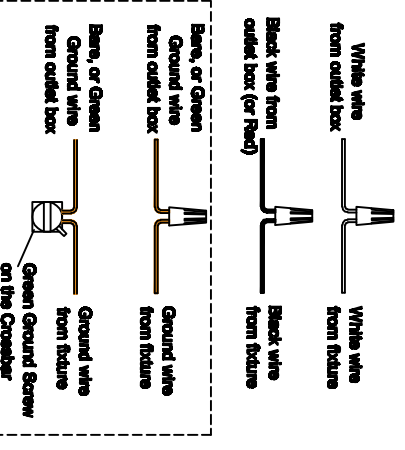 White wire
from outlet box
White wire
from fixture
Black wire from
outlet box (or Red)
Black wire
from fixture
Bare, or Green
Ground wire
from outlet box
Ground wire
from fixture
Bare, or Green
Ground wire
from outlet box
Ground wire
from fixture
Green Ground Screw
on the Crossbar